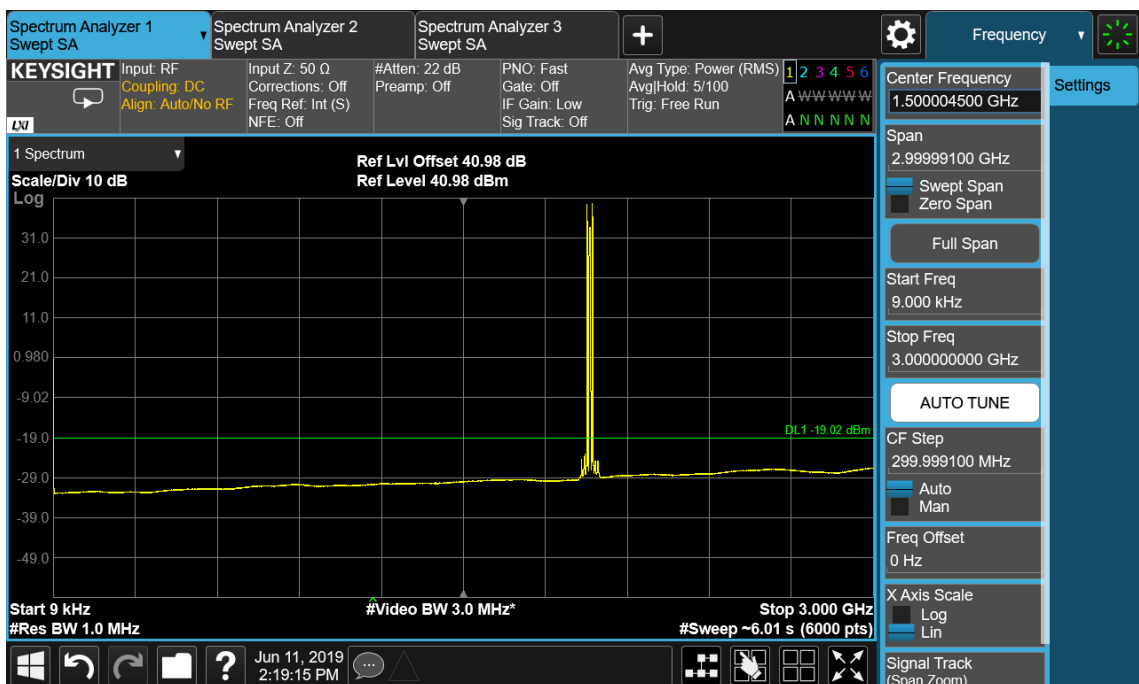 Spectrum Analyzer 1
Swept SA
Spectrum Analyzer 2
Swept SA
Spectrum Analyzer 3
Swept SA
Frequency
KEYSIGHT
LXI
Input: RF
Coupling: DC
Align: Auto/No RF
Input Z: 50 Ω
Corrections: Off
Freq Ref: Int (S)
NFE: Off
#Atten: 22 dB
Preamp: Off
PNO: Fast
Gate: Off
IF Gain: Low
Sig Track: Off
Avg Type: Power (RMS)
Avg|Hold: 5/100
Trig: Free Run
1 2 3 4 5 6
A W W W W W
A N N N N N
1 Spectrum
Scale/Div 10 dB
Ref Lvl Offset 40.98 dB
Ref Level 40.98 dBm
Log
31.0
21.0
11.0
0.980
-9.02
-19.0
-29.0
-39.0
-49.0
DL1 -19.02 dBm
Start 9 kHz
#Res BW 1.0 MHz
#Video BW 3.0 MHz*
Stop 3.000 GHz
#Sweep ~6.01 s (6000 pts)
Jun 11, 2019
2:19:15 PM
Center Frequency
1.500004500 GHz
Settings
Span
2.99999100 GHz
Swept Span
Zero Span
Full Span
Start Freq
9.000 kHz
Stop Freq
3.000000000 GHz
AUTO TUNE
CF Step
299.999100 MHz
Auto
Man
Freq Offset
0 Hz
X Axis Scale
Log
Lin
Signal Track
(Span Zoom)